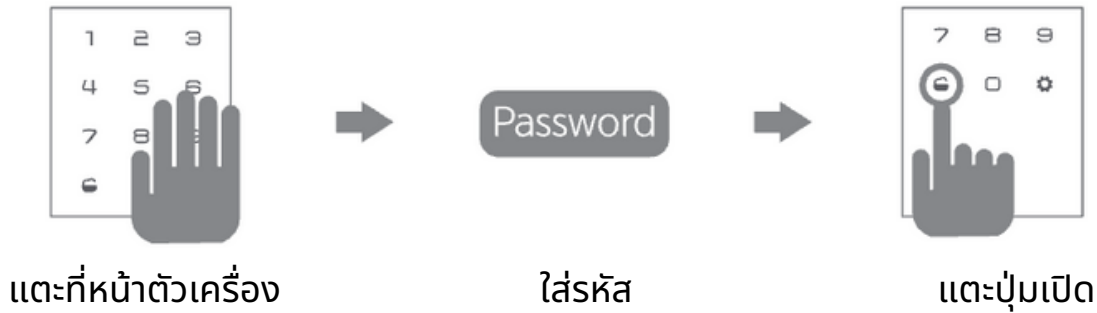 1 2 3
4 5 6
7 8
Password
7 8 9
0
แตะที่หน้าตัวเครื่อง
ใส่รหัส
แตะปุ่มเปิด